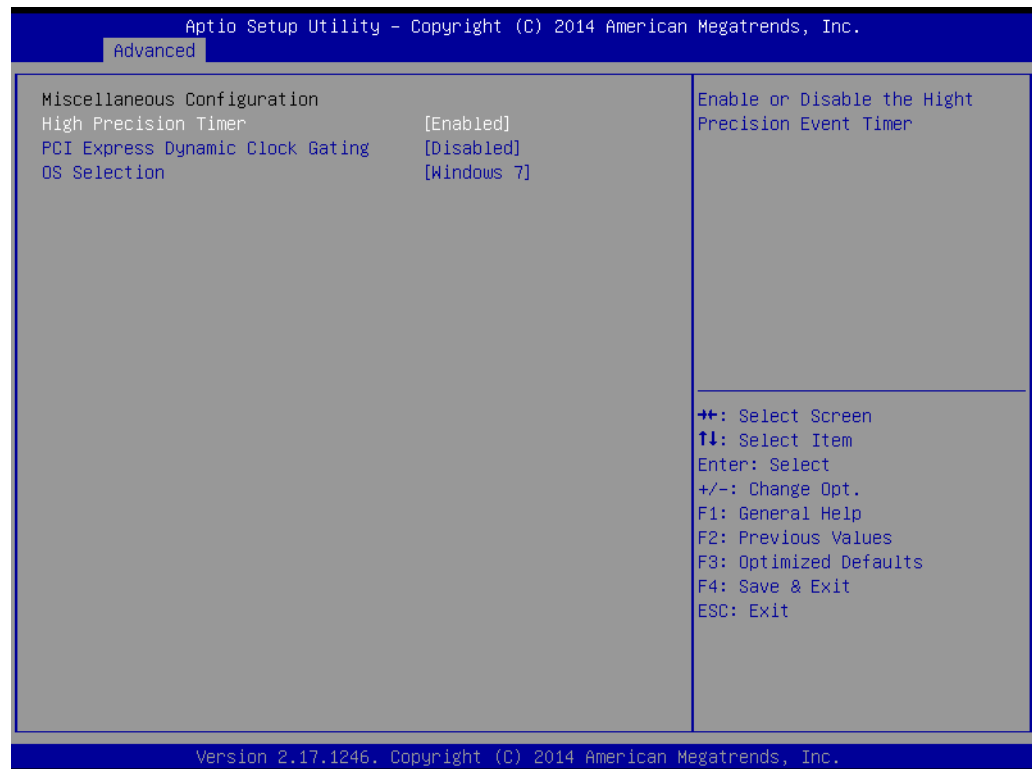 Aptio Setup Utility – Copyright (C) 2014 American Megatrends, Inc.
Advanced
Miscellaneous Configuration
High Precision Timer [Enabled]
PCI Express Dynamic Clock Gating [Disabled]
OS Selection [Windows 7]
Enable or Disable the Hight
Precision Event Timer
→←: Select Screen
↑↓: Select Item
Enter: Select
+/-: Change Opt.
F1: General Help
F2: Previous Values
F3: Optimized Defaults
F4: Save & Exit
ESC: Exit
Version 2.17.1246. Copyright (C) 2014 American Megatrends, Inc.